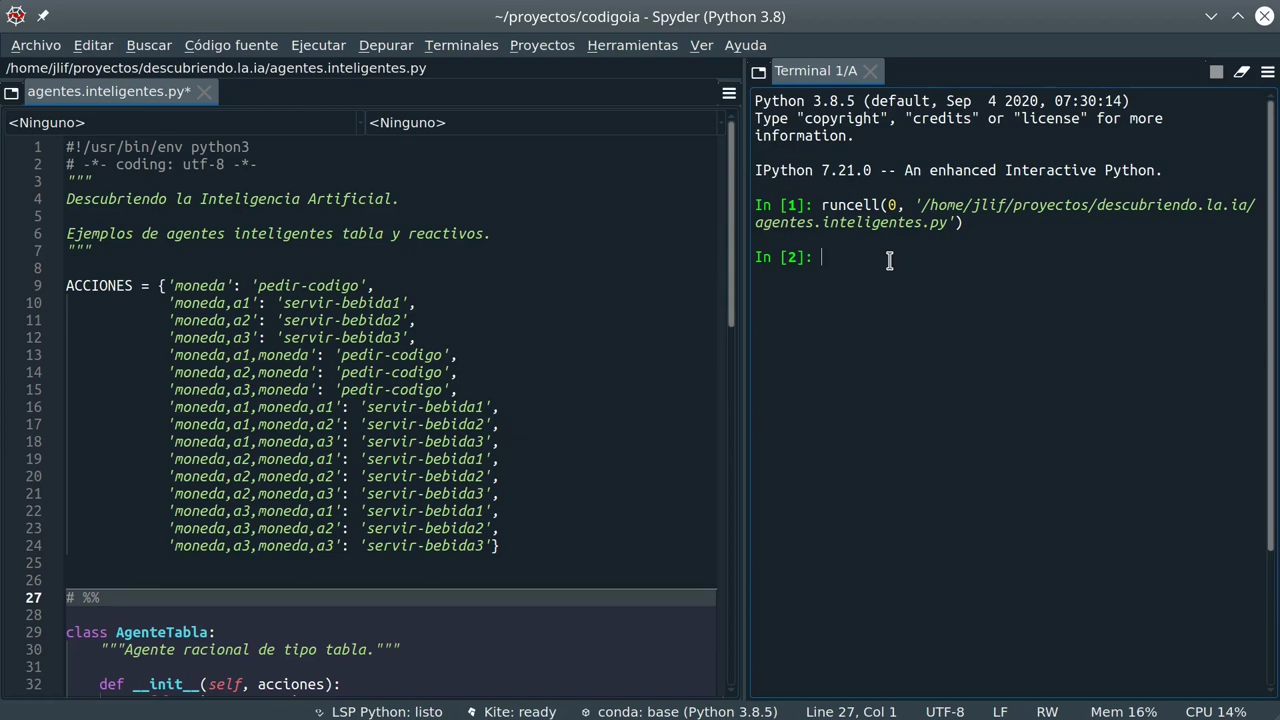 ~/proyectos/codigoia - Spyder (Python 3.8)
Archivo Editar Buscar Código fuente Ejecutar Depurar Terminales Proyectos Herramientas Ver Ayuda
/home/jlif/proyectos/descubriendo.la.ia/agentes.inteligentes.py
agentes.inteligentes.py*
<Ninguno> <Ninguno>
1 #!/usr/bin/env python3
2 # -*- coding: utf-8 -*-
3 """
4 Descubriendo la Inteligencia Artificial.
5
6 Ejemplos de agentes inteligentes tabla y reactivos.
7 """
8
9 ACCIONES = {'moneda': 'pedir-codigo',
10 'moneda,a1': 'servir-bebida1',
11 'moneda,a2': 'servir-bebida2',
12 'moneda,a3': 'servir-bebida3',
13 'moneda,a1,moneda': 'pedir-codigo',
14 'moneda,a2,moneda': 'pedir-codigo',
15 'moneda,a3,moneda': 'pedir-codigo',
16 'moneda,a1,moneda,a1': 'servir-bebida1',
17 'moneda,a1,moneda,a2': 'servir-bebida2',
18 'moneda,a1,moneda,a3': 'servir-bebida3',
19 'moneda,a2,moneda,a1': 'servir-bebida1',
20 'moneda,a2,moneda,a2': 'servir-bebida2',
21 'moneda,a2,moneda,a3': 'servir-bebida3',
22 'moneda,a3,moneda,a1': 'servir-bebida1',
23 'moneda,a3,moneda,a2': 'servir-bebida2',
24 'moneda,a3,moneda,a3': 'servir-bebida3'}
25
26
27 # %%
28
29 class AgenteTabla:
30 """Agente racional de tipo tabla."""
31
32 def __init__(self, acciones):
Terminal 1/A
Python 3.8.5 (default, Sep  4 2020, 07:30:14)
Type "copyright", "credits" or "license" for more
information.
IPython 7.21.0 -- An enhanced Interactive Python.
In [1]: runcell(0, '/home/jlif/proyectos/descubriendo.la.ia/
agentes.inteligentes.py')
In [2]:
LSP Python: listo Kite: ready conda: base (Python 3.8.5) Line 27, Col 1 UTF-8 LF RW Mem 16% CPU 14%